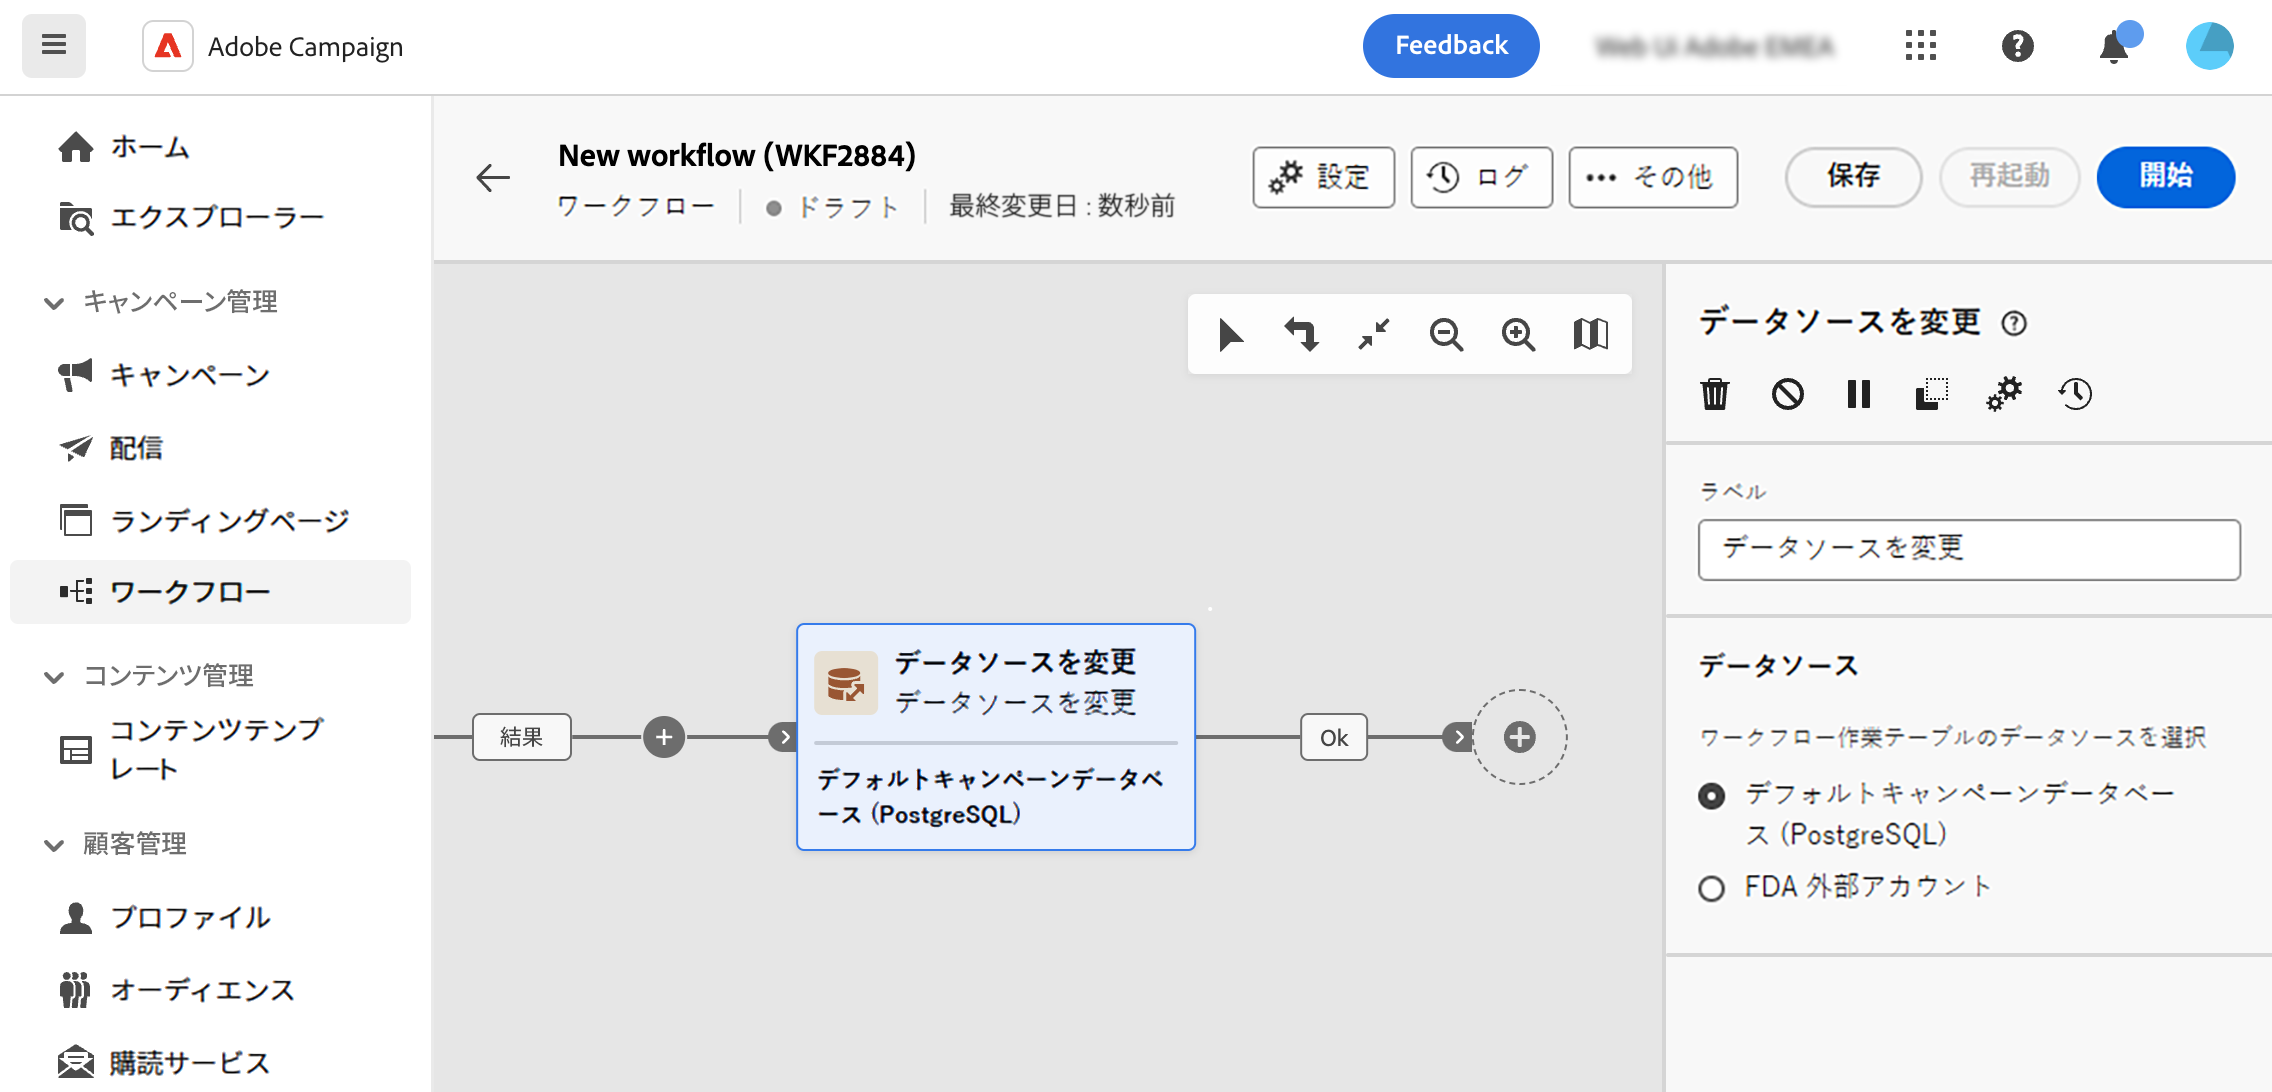 Adobe Campaign
Feedback
Web UI Adobe EMEA
ホーム
エクスプローラー
キャンペーン管理
キャンペーン
配信
ランディングページ
ワークフロー
コンテンツ管理
コンテンツテンプ
レート
顧客管理
プロファイル
オーディエンス
購読サービス
New workflow (WKF2884)
ワークフロー
ドラフト
最終変更日 : 数秒前
設定
ログ
その他
保存
再起動
開始
結果
データソースを変更
データソースを変更
デフォルトキャンペーンデータベ
ース (PostgreSQL)
Ok
データソースを変更
ラベル
データソースを変更
データソース
ワークフロー作業テーブルのデータソースを選択
デフォルトキャンペーンデータベー
ス (PostgreSQL)
FDA 外部アカウント